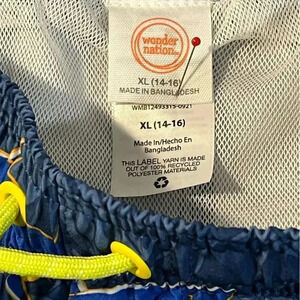 wonder
nation
XL (14-16)
MADE IN BANGLADESH
WMB12493315-0921
XL (14-16)
Made In/Hecho En
Bangladesh
This LABEL YARN IS MADE
OUT OF 100% RECYCLED
POLYESTER MATERIALS